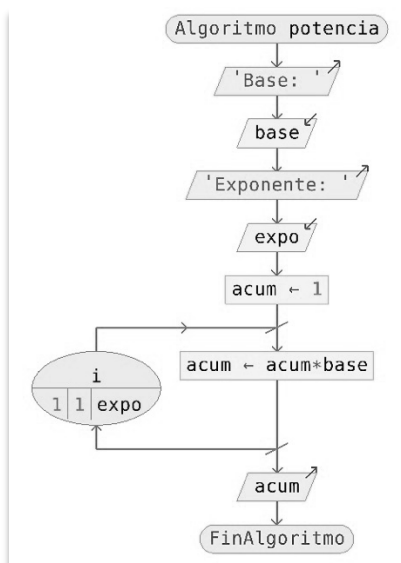 Algoritmo potencia
'Base: '
base
'Exponente: '
expo
acum ← 1
i
1 1 expo
acum ← acum*base
acum
FinAlgoritmo